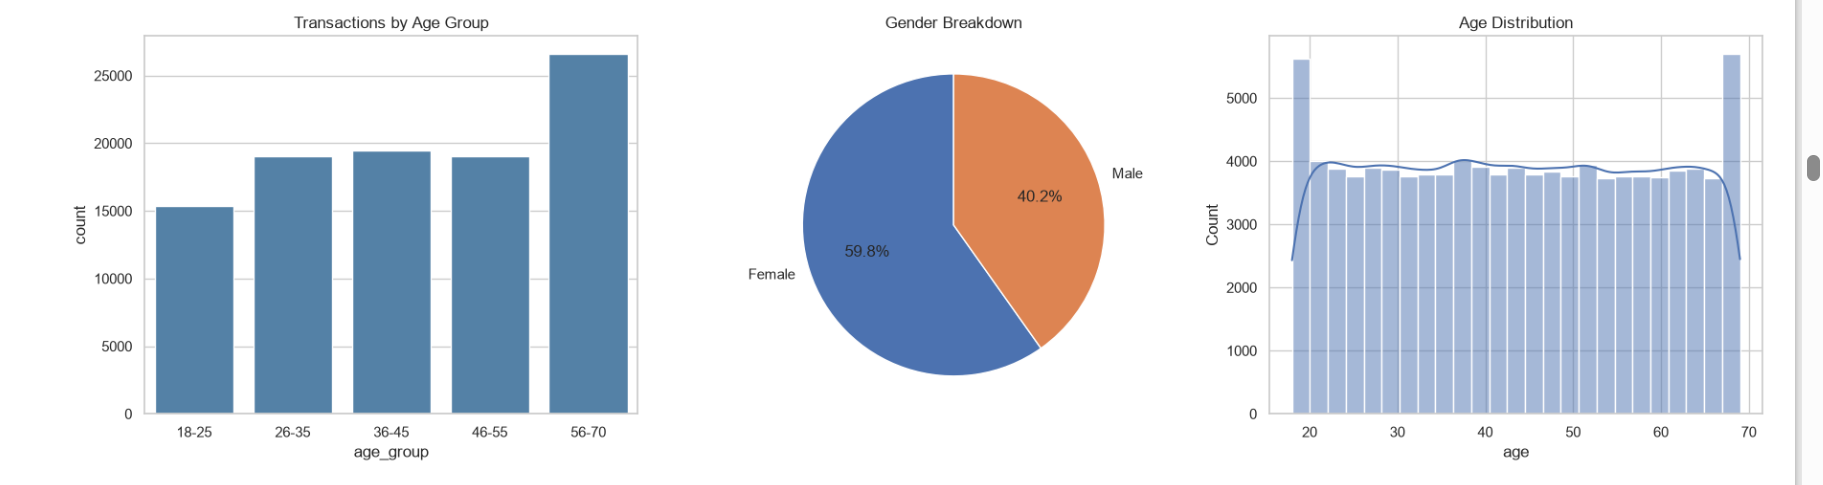 Transactions by Age Group
count
25000
20000
15000
10000
5000
0
18-25
26-35
36-45
46-55
56-70
age_group
Gender Breakdown
Male
40.2%
59.8%
Female
Age Distribution
Count
5000
4000
3000
2000
1000
0
20
30
40
50
60
70
age